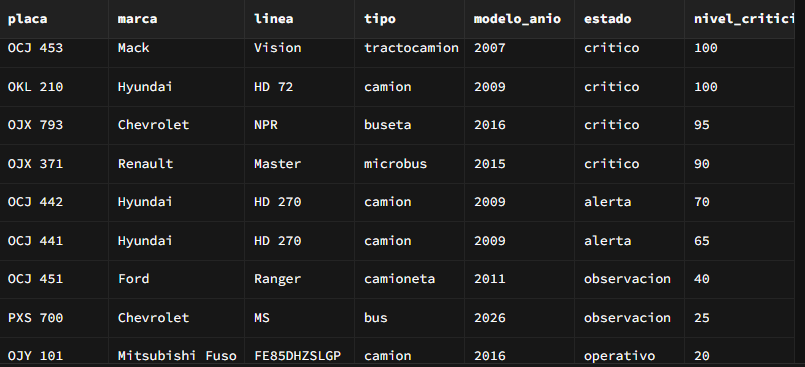 placa marca linea tipo modelo_anio estado nivel_critici
OCJ 453 Mack Vision tractocamion 2007 critico 100
OKL 210 Hyundai HD 72 camion 2009 critico 100
OJX 793 Chevrolet NPR buseta 2016 critico 95
OJX 371 Renault Master microbus 2015 critico 90
OCJ 442 Hyundai HD 270 camion 2009 alerta 70
OCJ 441 Hyundai HD 270 camion 2009 alerta 65
OCJ 451 Ford Ranger camioneta 2011 observacion 40
PXS 700 Chevrolet MS bus 2026 observacion 25
OJY 101 Mitsubishi Fuso FE85DHZSLGP camion 2016 operativo 20